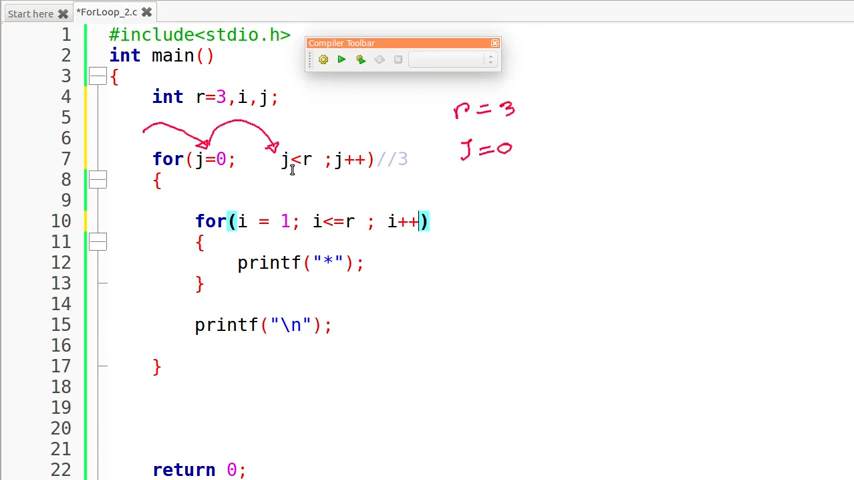 Start here *ForLoop_2.c
Compiler Toolbar
1 #include<stdio.h>
2 int main()
3 {
4 int r=3,i,j; r = 3
5
6
7 for(j=0; j<r ;j++)//3 J=0
8 {
9
10 for(i = 1; i<=r ; i++)
11 {
12 printf("*");
13 }
14
15 printf("\n");
16
17 }
18
19
20
21
22 return 0;